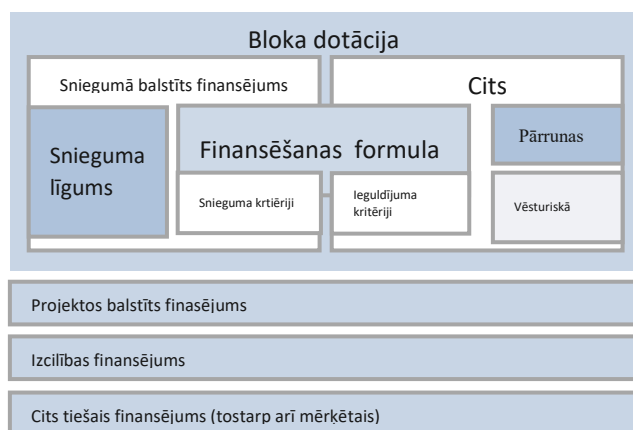 Bloka dotācija
Sniegumā balstīts finansējums
Cits
Snieguma
līgums
Finansēšanas formula
Pārrunas
Snieguma krtiēriji
Ieguldījuma
kritēriji
Vēsturiskā
Projektos balstīts finasējums
Izcilības finansējums
Cits tiešais finansējums (tostarp arī mērķētais)